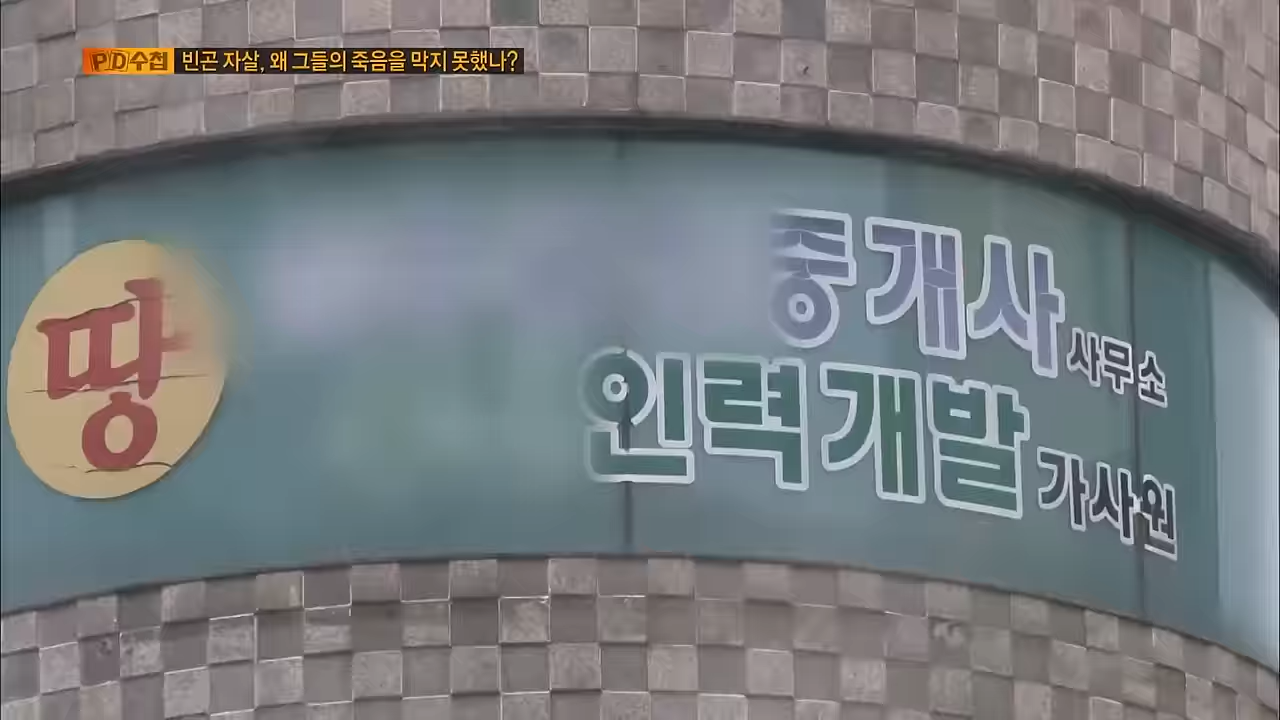 PD수첩 빈곤 자살, 왜 그들의 죽음을 막지 못했나?
땅
중개사 사무소
인력개발 가사원